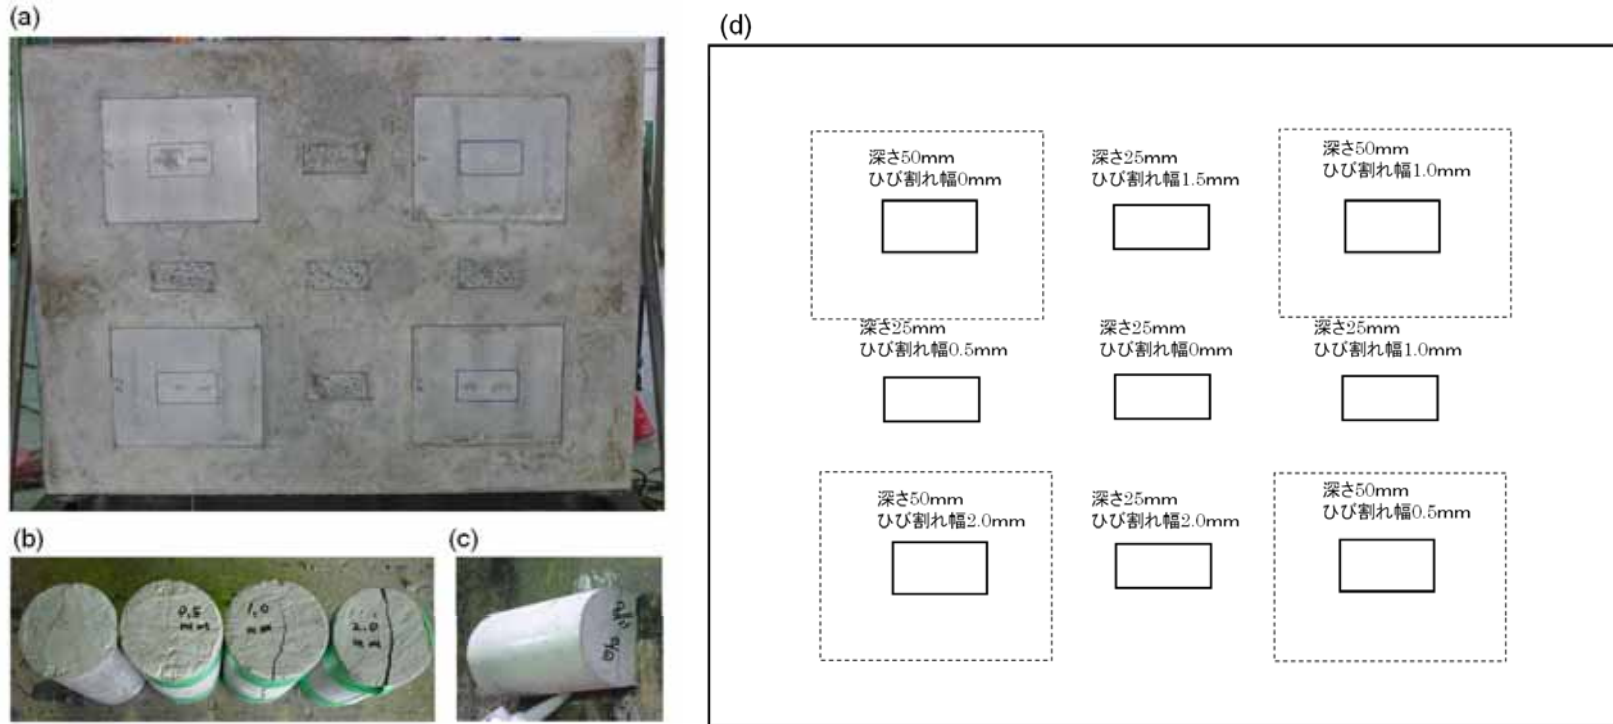 (a)
(b)
0.5
mm
1.0
mm
2.0
mm
(c)
(d)
深さ50mm
ひび割れ幅0mm
深さ25mm
ひび割れ幅1.5mm
深さ50mm
ひび割れ幅1.0mm
深さ25mm
ひび割れ幅0.5mm
深さ25mm
ひび割れ幅0mm
深さ25mm
ひび割れ幅1.0mm
深さ50mm
ひび割れ幅2.0mm
深さ25mm
ひび割れ幅2.0mm
深さ50mm
ひび割れ幅0.5mm